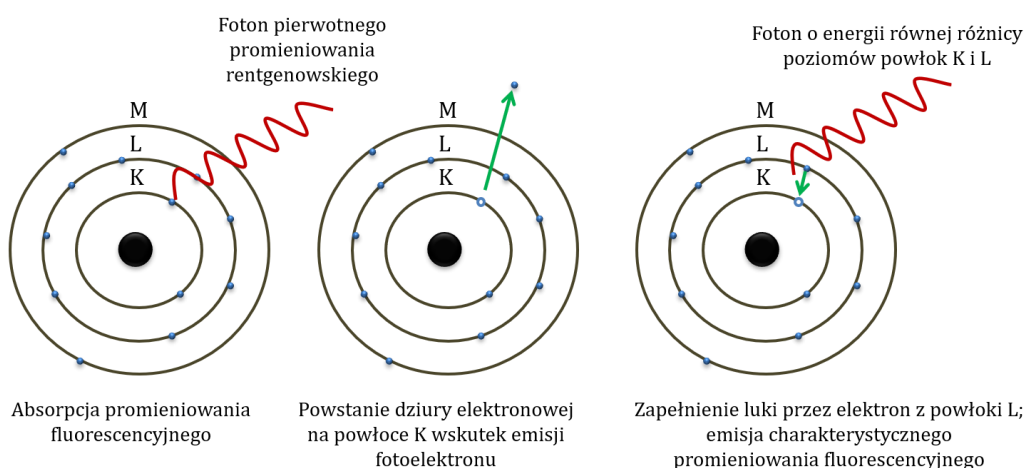 Foton pierwotnego
promieniowania
rentgenowskiego
M
L
K
Absorpcja promieniowania
fluorescencyjnego
M
L
K
Powstanie dziury elektronowej
na powłoce K wskutek emisji
fotoelektronu
Foton o energii równej różnicy
poziomów powłok K i L
M
L
K
Zapełnienie luki przez elektron z powłoki L;
emisja charakterystycznego
promieniowania fluorescencyjnego